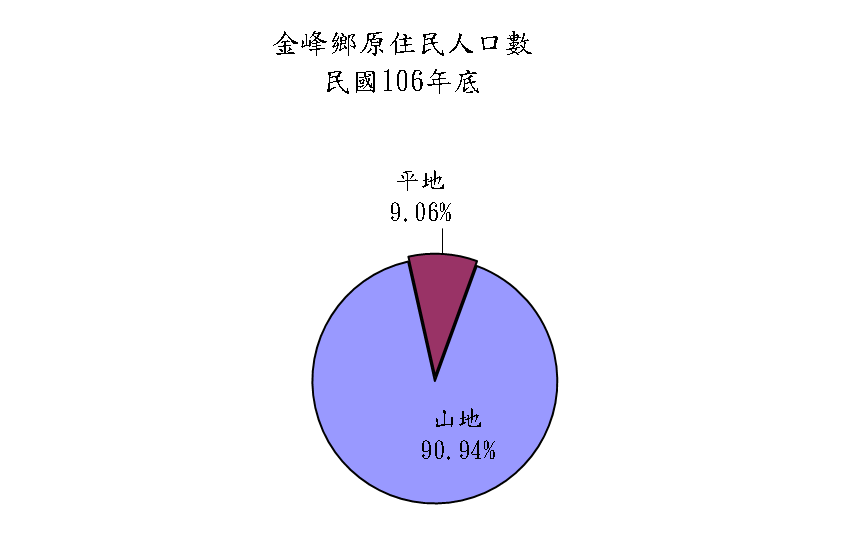 金峰鄉原住民人口數
民國106年底
平地
9.06%
山地
90.94%